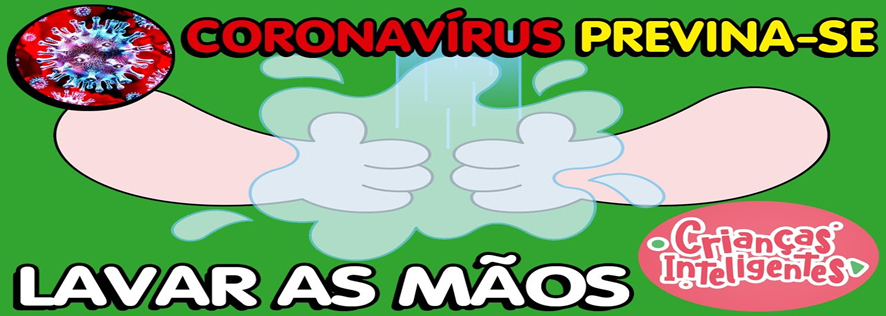 CORONAVÍRUS PREVINA-SE
LAVAR AS MÃOS
Crianças
Inteligentes